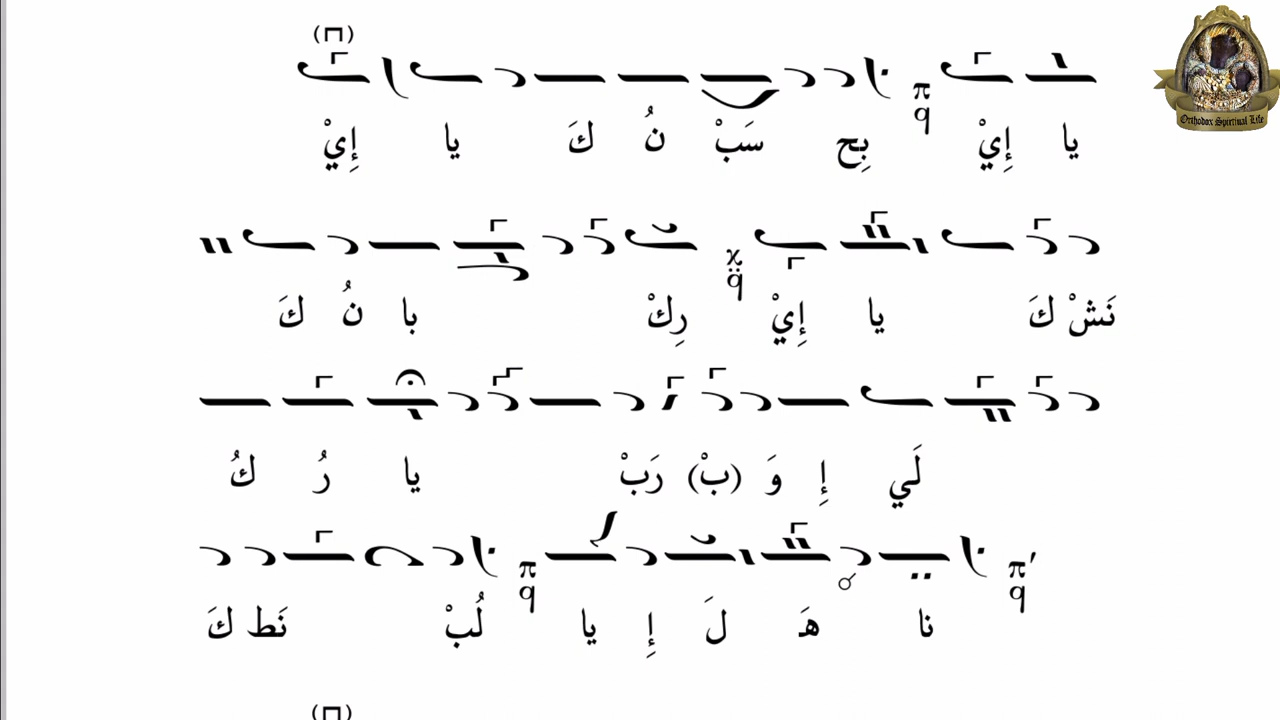 (Π)
إِيْ يا كَ نُ سَبْ بِح إِيْ يا
كَ نُ با رِكْ إِيْ يا كَ نَشْ
كُ رُ يا رَبْ (بْ) وَ إِ لَي
كَ نَط لُبْ يا إِ لَ هَ نا
(Π)
Orthodox Spiritual Life